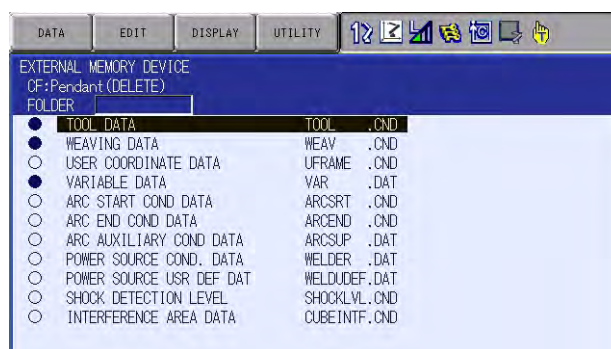 DATA EDIT DISPLAY UTILITY
EXTERNAL MEMORY DEVICE
CF:Pendant(DELETE)
FOLDER
TOOL DATA TOOL .CND
WEAVING DATA WEAV .CND
USER COORDINATE DATA UFRAME .CND
VARIABLE DATA VAR .DAT
ARC START COND DATA ARCSRT .CND
ARC END COND DATA ARCEND .CND
ARC AUXILIARY COND DATA ARCSUP .DAT
POWER SOURCE COND. DATA WELDER .DAT
POWER SOURCE USR DEF DAT WELDUDEF.DAT
SHOCK DETECTION LEVEL SHOCKLVL.CND
INTERFERENCE AREA DATA CUBEINTF.CND